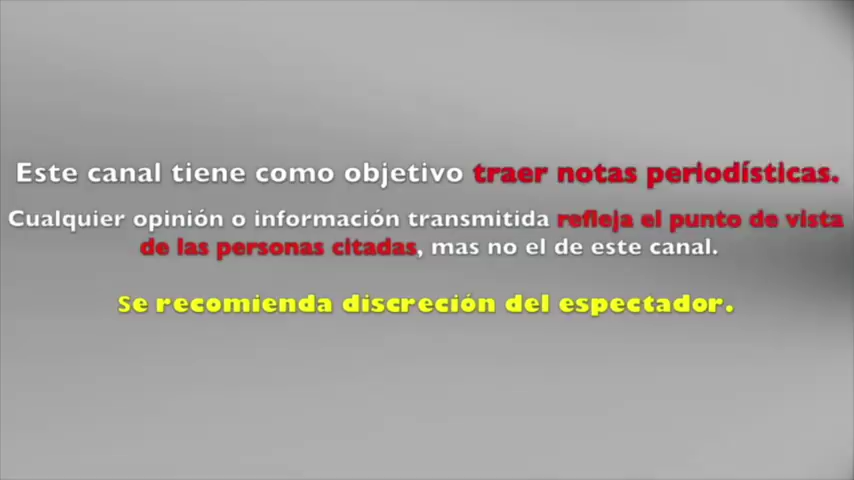 Este canal tiene como objetivo traer notas periodísticas.
Cualquier opinión o información transmitida refleja el punto de vista
de las personas citadas, mas no el de este canal.
Se recomienda discreción del espectador.